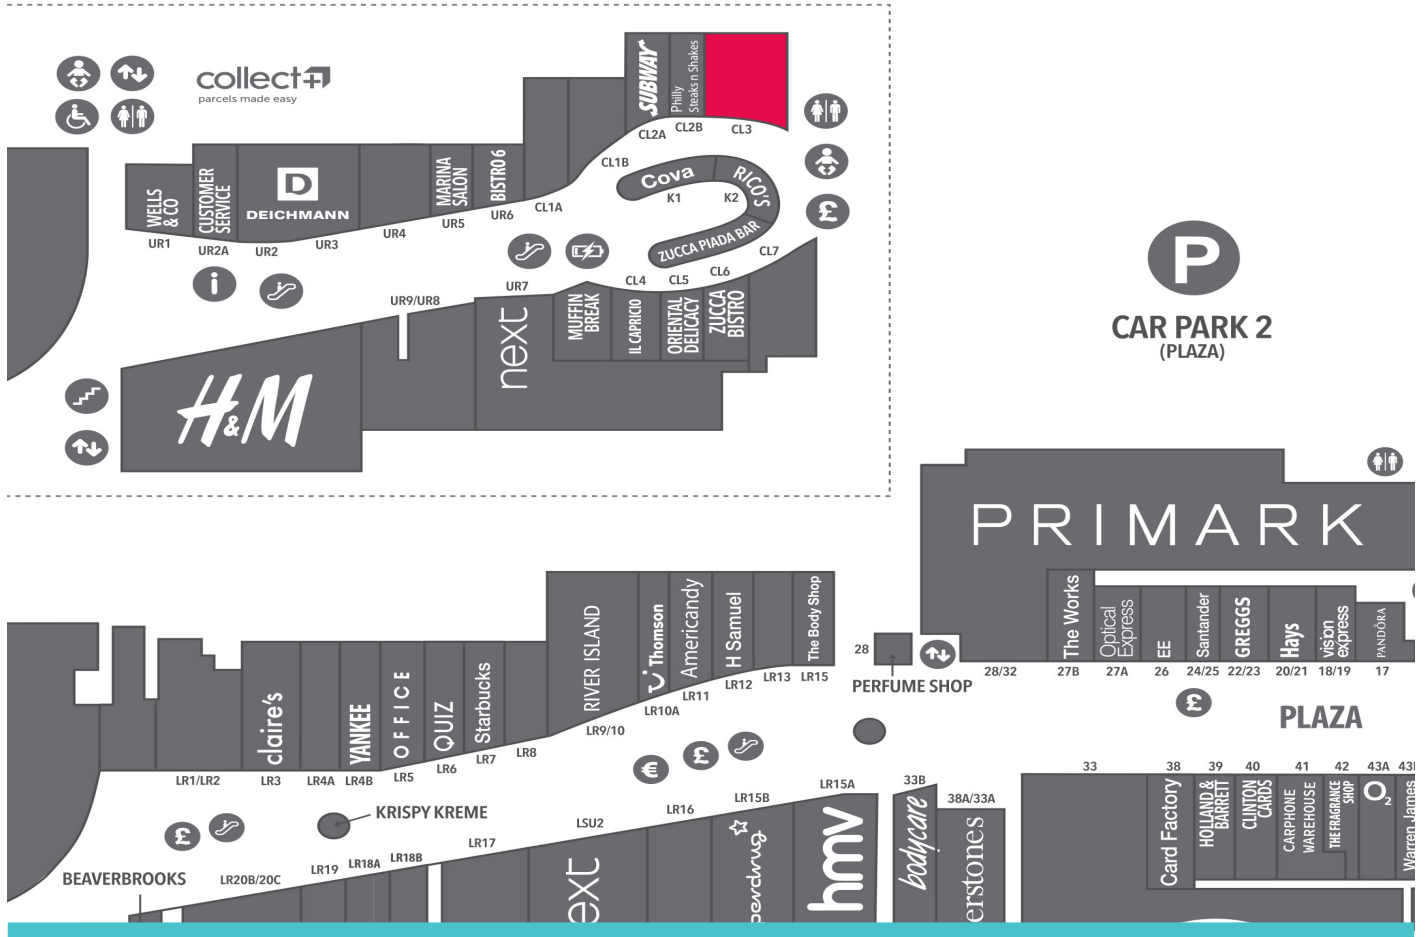 collect+
parcels made easy
SUBWAY
Philly
Steaks n Shakes
CL2A
CL2B
CL3
CL1B
WELLS
& CO
CUSTOMER
SERVICE
D
DEICHMANN
MARINA
SALON
BISTRO 6
UR1
UR2A
UR2
UR3
UR4
UR5
UR6
CL1A
Cova
K1
RICO'S
K2
ZUCCA PIADA BAR
CL7
i
£
UR9/UR8
UR7
CL4
CL5
CL6
next
MUFFIN
BREAK
IL CAPRICIO
ORIENTAL
DELICACY
ZUCCA
BISTRO
H&M
P
CAR PARK 2
(PLAZA)
PRIMARK
The Works
Optical
Express
EE
Santander
GREGGS
Hays
vision
express
PANDÖRA
28/32
27B
27A
26
24/25
22/23
20/21
18/19
17
28
PERFUME SHOP
£
PLAZA
claire's
YANKEE
OFFICE
QUIZ
Starbucks
RIVER ISLAND
Thomson
Americandy
H Samuel
The Body Shop
LR1/LR2
LR3
LR4A
LR4B
LR5
LR6
LR7
LR8
LR9/10
LR10A
LR11
LR12
LR13
LR15
€
£
£
KRISPY KREME
BEAVERBROOKS
LR20B/20C
LR19
LR18A
LR18B
LR17
LSU2
LR16
LR15B
LR15A
33B
38A/33A
ext
hmv
bodycare
erstones
33
38
39
40
41
42
43A
Card Factory
HOLLAND &
BARRETT
CLINTON
CARDS
CARPHONE
WAREHOUSE
THE FRAGRANCE
SHOP
O2
Warren James